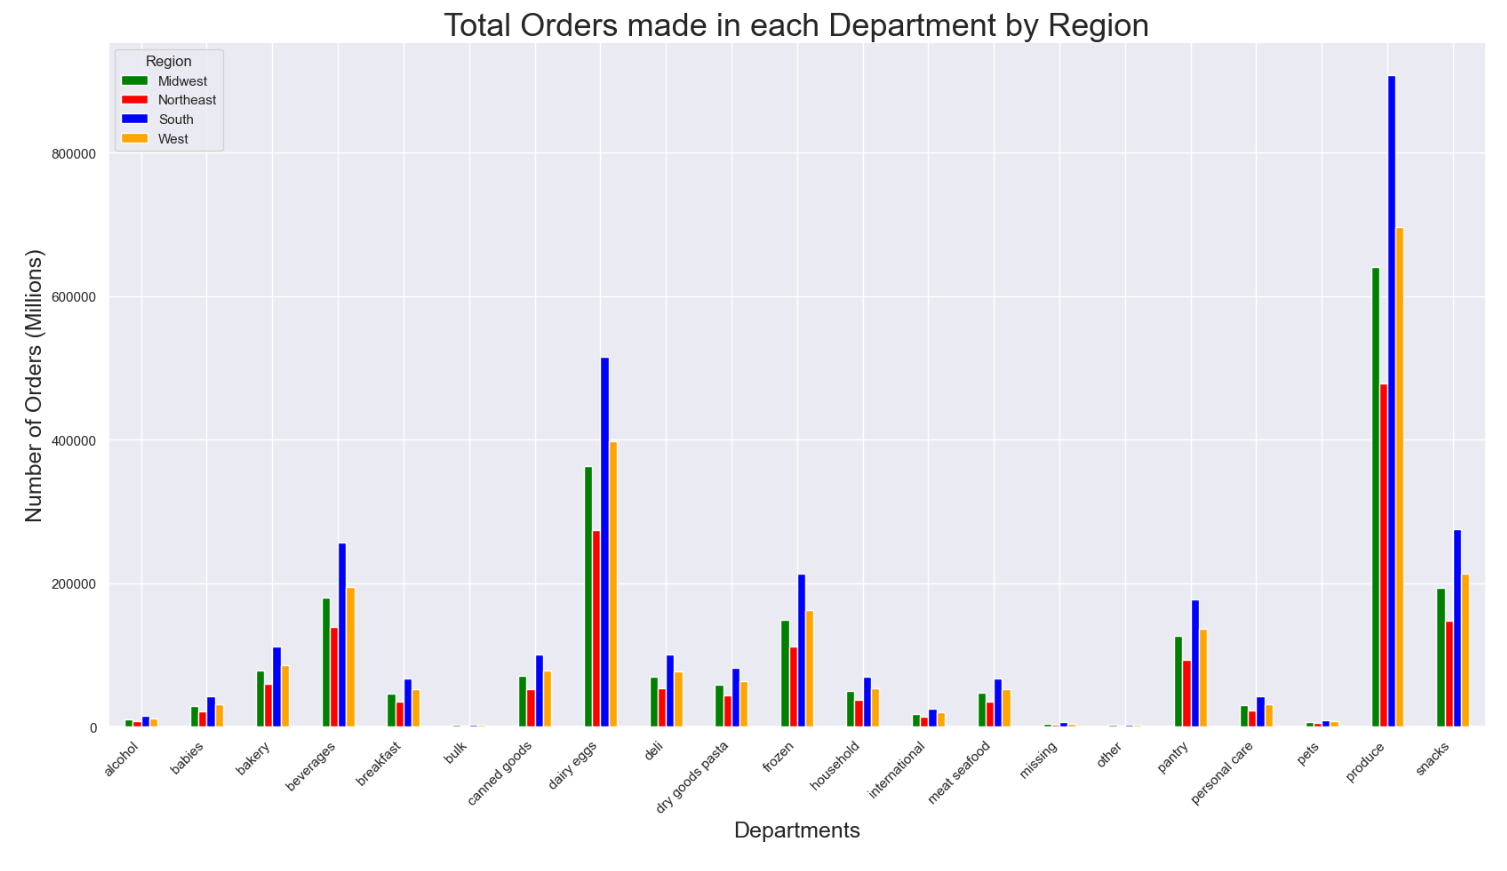 Total Orders made in each Department by Region
Region
Midwest
Northeast
South
West
Number of Orders (Millions)
800000
600000
400000
200000
0
alcohol
babies
bakery
beverages
breakfast
bulk
canned goods
dairy eggs
deli
dry goods pasta
frozen
household
international
meat seafood
missing
other
pantry
personal care
pets
produce
snacks
Departments